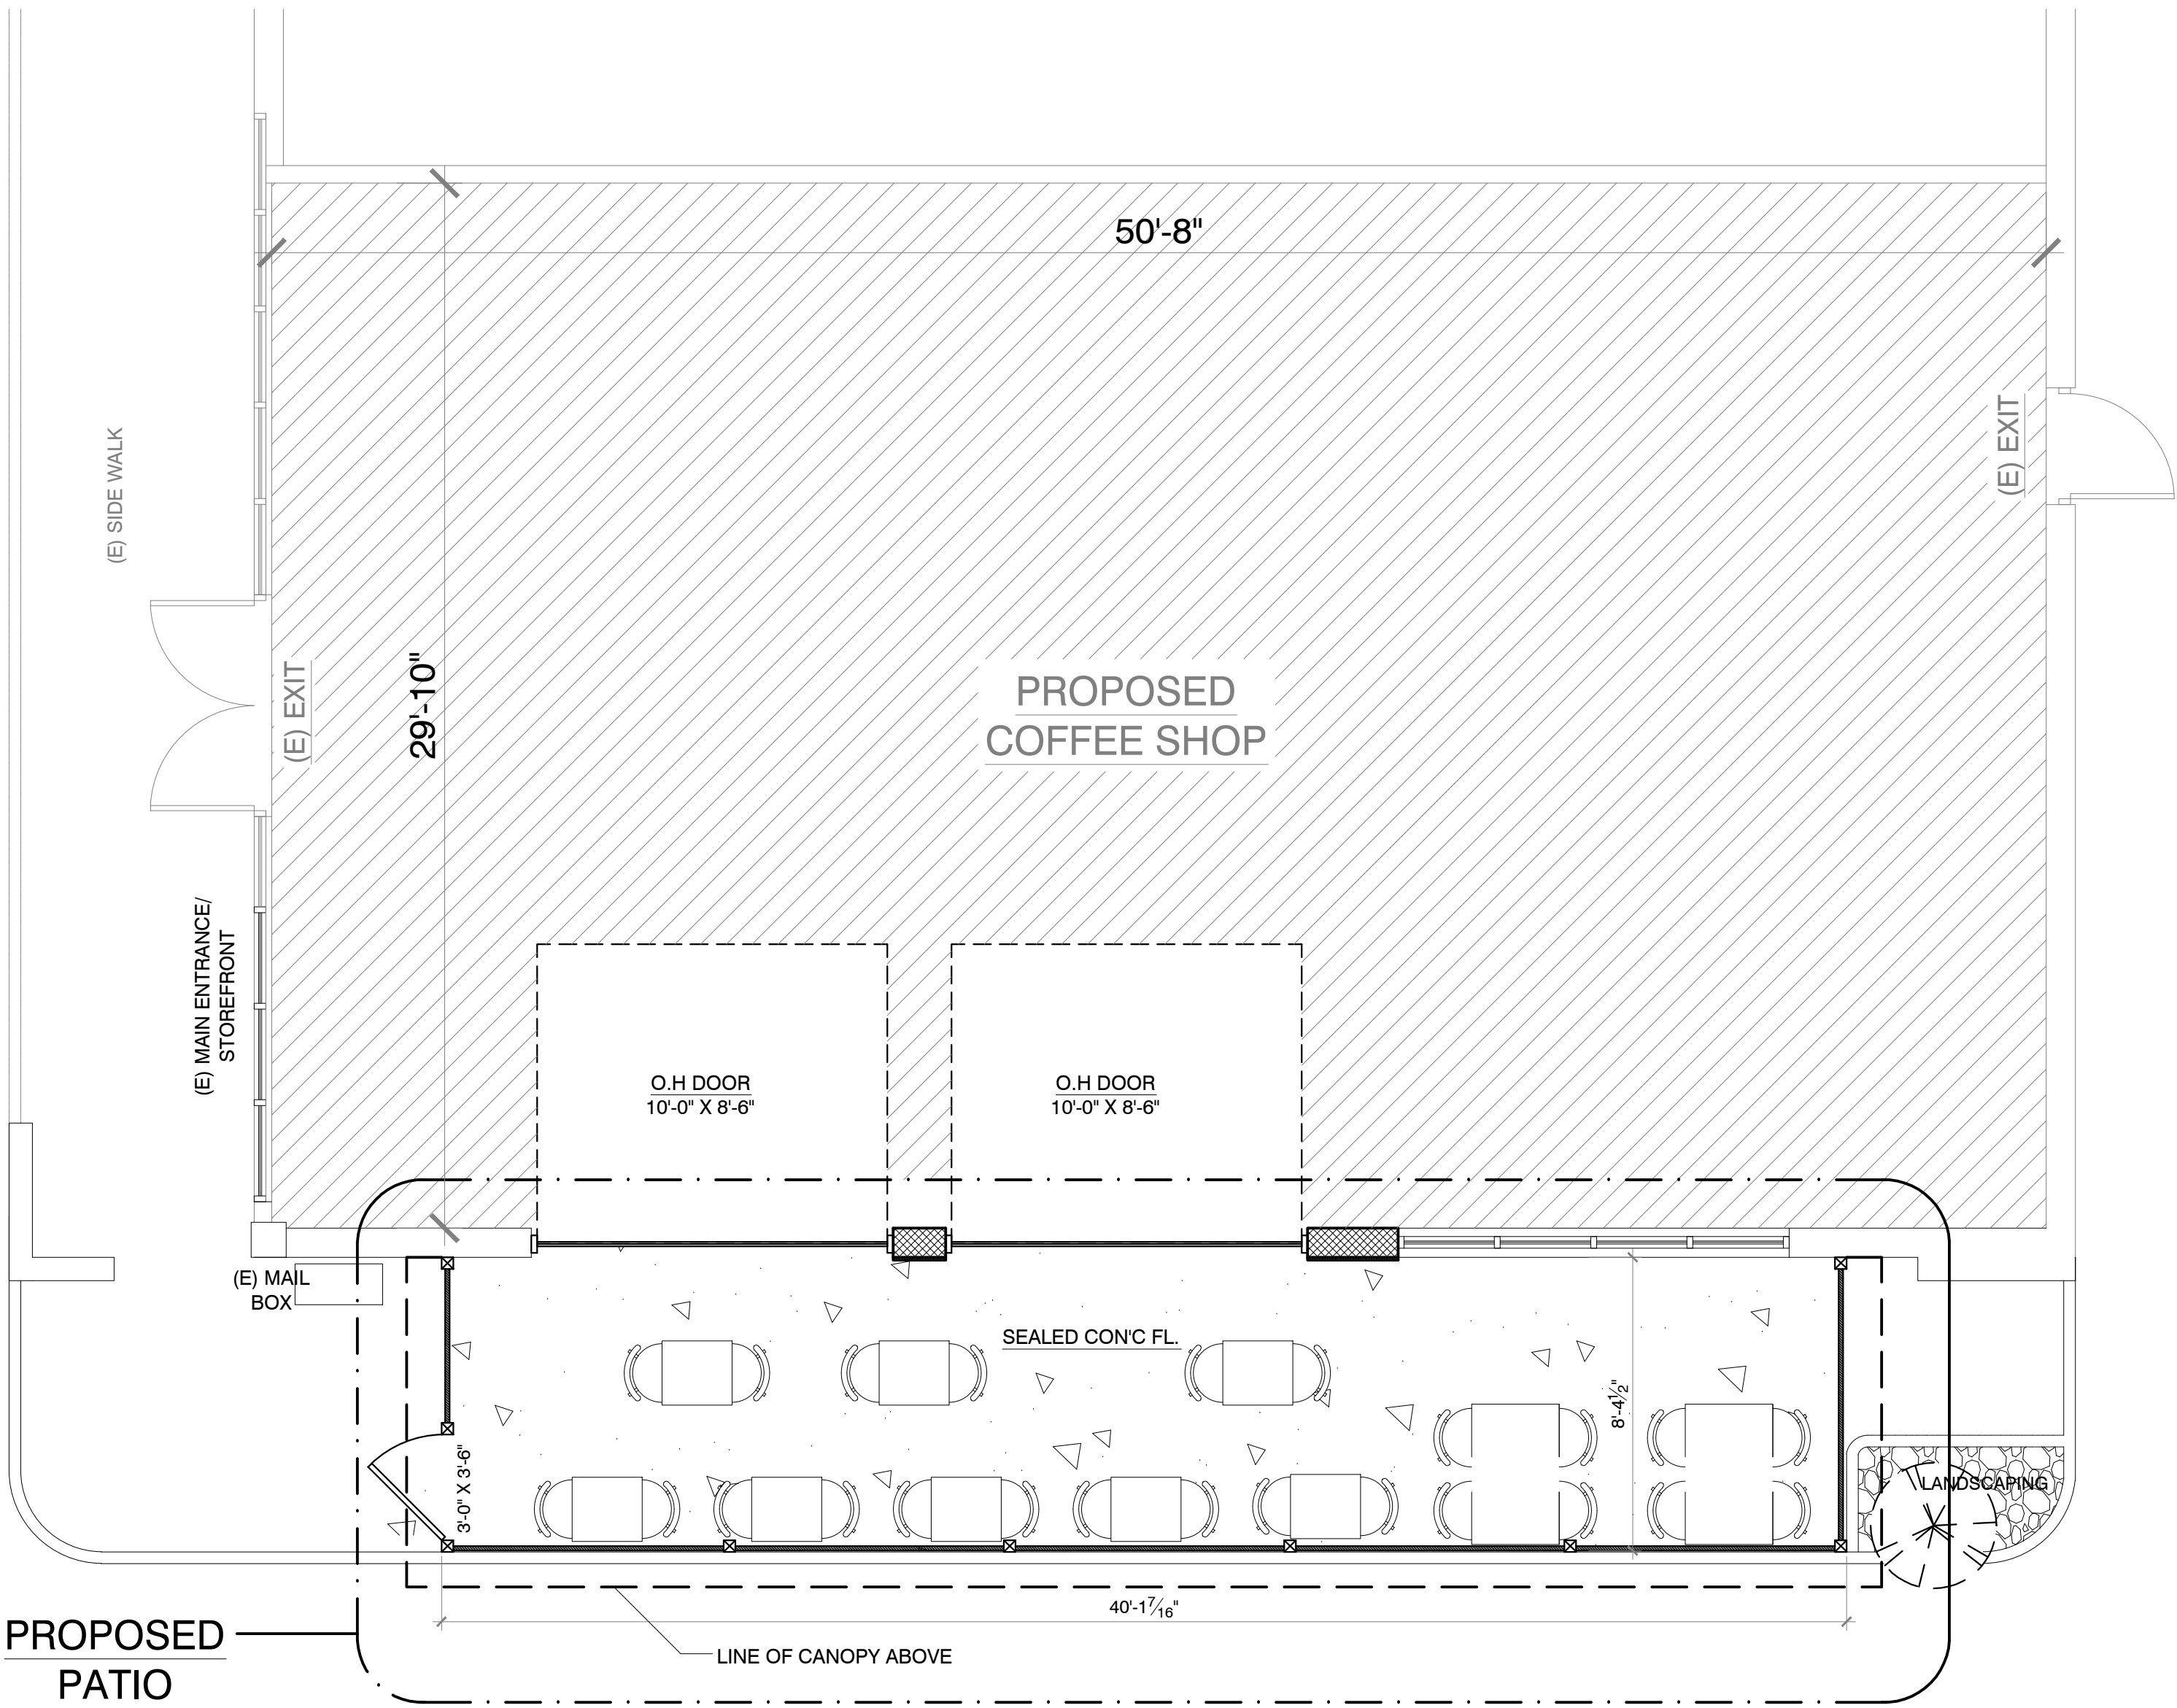 50'-8"
(E) EXIT
(E) SIDE WALK
29'-10"
(E) EXIT
PROPOSED
COFFEE SHOP
(E) MAIN ENTRANCE/
STOREFRONT
O.H DOOR
10'-0" X 8'-6"
O.H DOOR
10'-0" X 8'-6"
(E) MAIL
BOX
SEALED CON'C FL.
8'-4½"
3'-0" X 3'-6"
LANDSCAPING
40'-1 7/16"
PROPOSED
PATIO
LINE OF CANOPY ABOVE